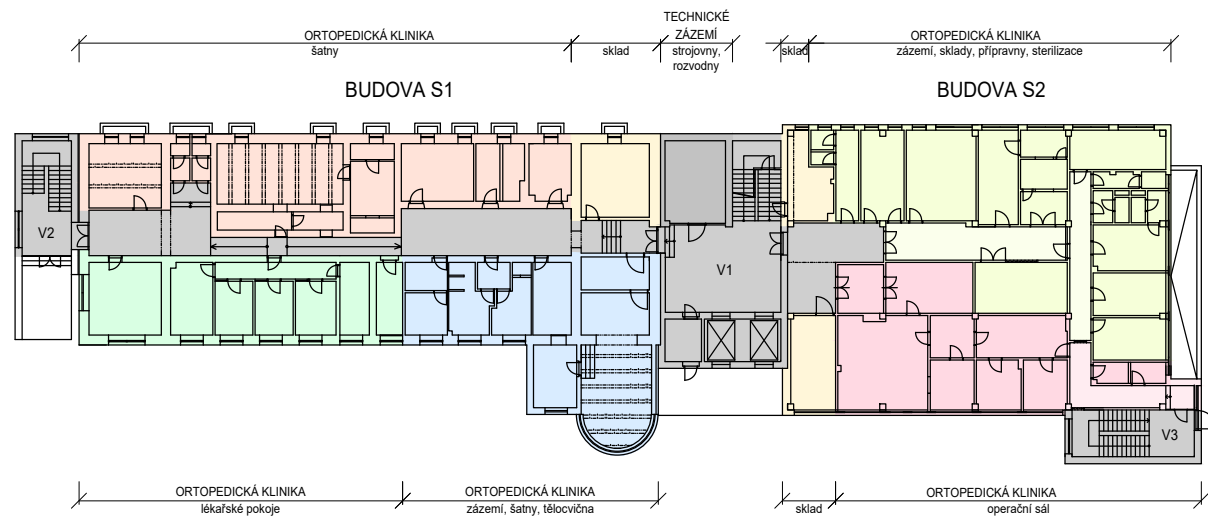 TECHNICKÉ
ZÁZEMÍ
strojovny,
rozvodny
ORTOPEDICKÁ KLINIKA
šatny
sklad
sklad
ORTOPEDICKÁ KLINIKA
zázemí, sklady, přípravny, sterilizace
BUDOVA S1
BUDOVA S2
V2
V1
V3
ORTOPEDICKÁ KLINIKA
lékařské pokoje
ORTOPEDICKÁ KLINIKA
zázemí, šatny, tělocvična
sklad
ORTOPEDICKÁ KLINIKA
operační sál